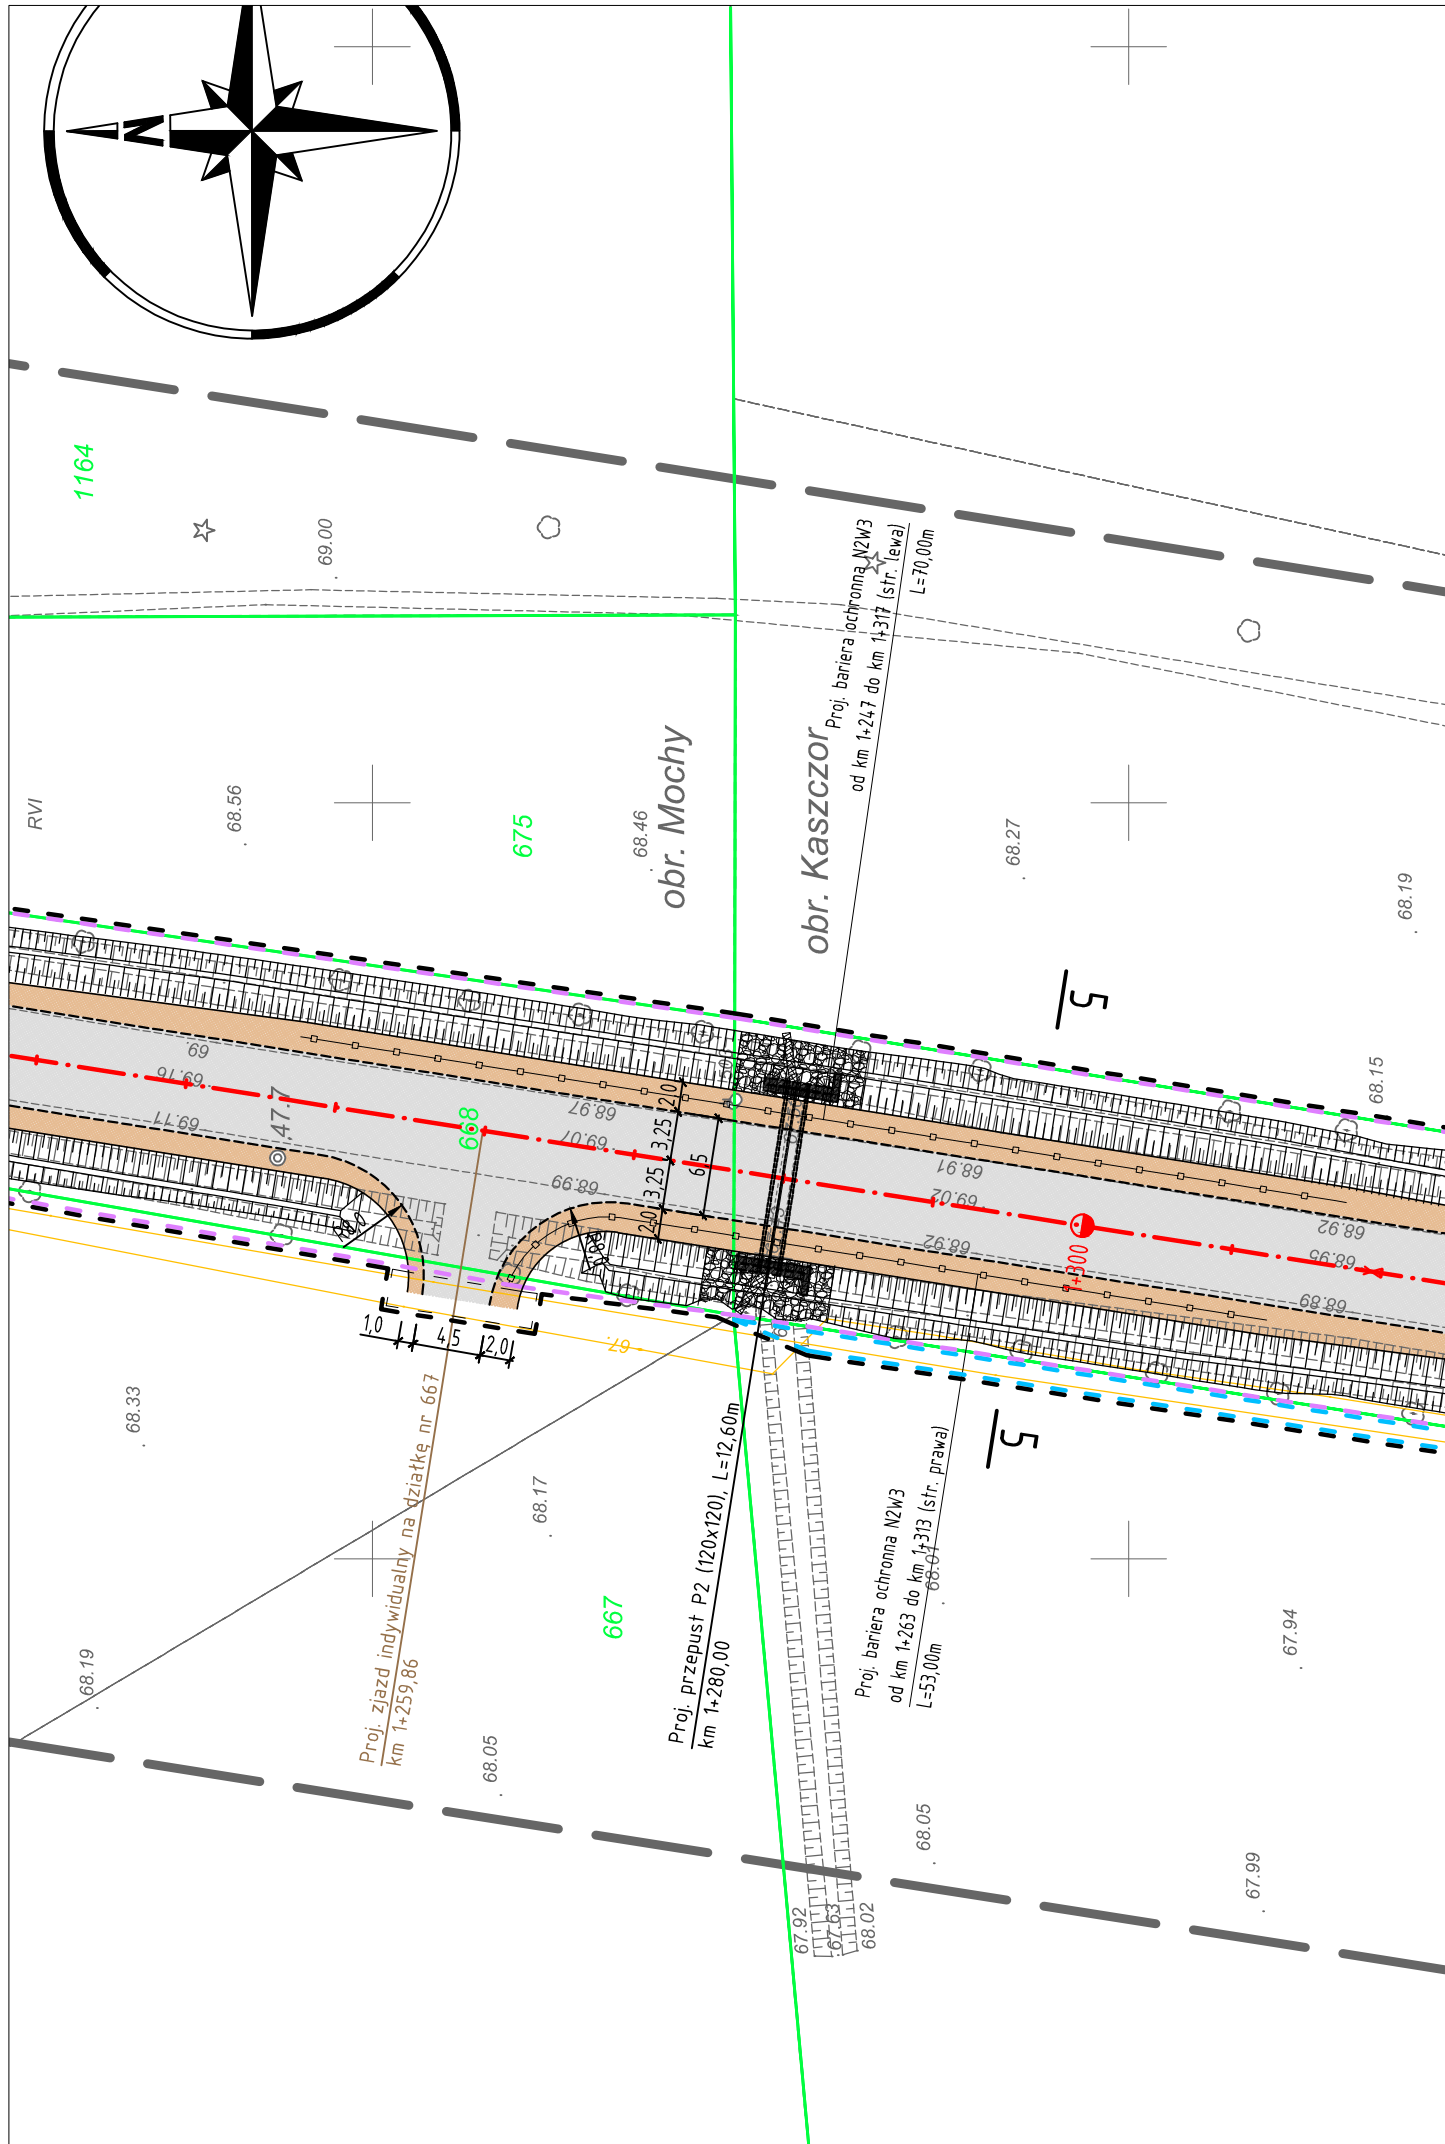 N
1164
69.00
Proj. bariera ochronna N2W3
od km 1+247 do km 1+317 (str. lewa)
L=70,00m
RVI
68.56
675
68.46
obr. Mochy
obr. Kaszczor
68.27
68.19
5
68.15
69
69.16
69.11
47.7
668
68.97
69.07
68.99
2,0
3,25
3,25
2,0
6,5
68.91
69.02
68.92
1+300
68.92
68.95
68.89
R8,0
R8,0
1,0
4,5
2,0
67
5
68.33
68.17
Proj. zjazd indywidualny na działkę nr 667
km 1+259,86
667
Proj. przepust P2 (120x120), L=12,60m
km 1+280,00
Proj. bariera ochronna N2W3
od km 1+263 do km 1+313 (str. prawa)
L=53,00m
68.01
67.94
68.19
68.05
68.05
67.92
67.63
68.02
67.99